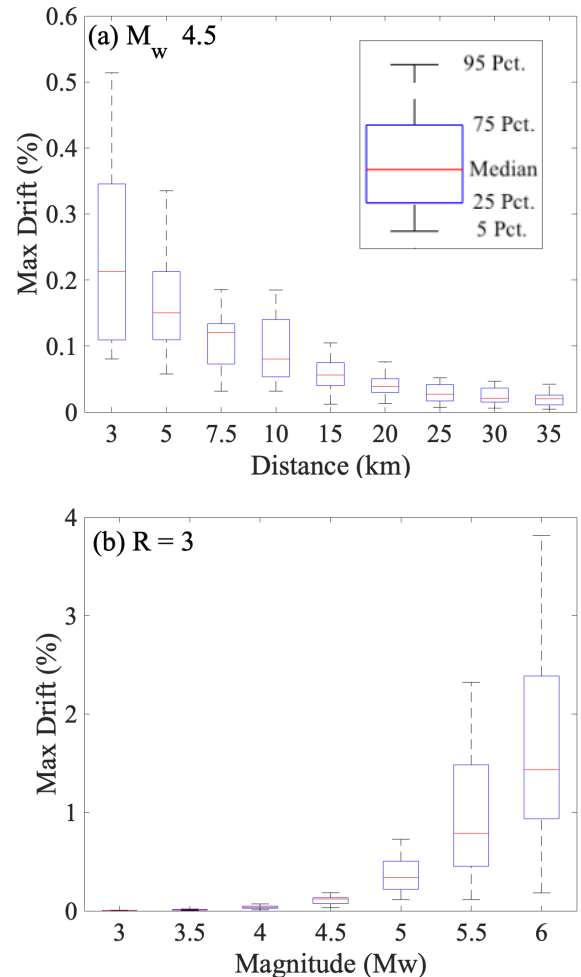 (a) M_w 4.5
0.6
0.5
0.4
0.3
0.2
0.1
0
Max Drift (%)
95 Pct.
75 Pct.
Median
25 Pct.
5 Pct.
3 5 7.5 10 15 20 25 30 35
Distance (km)
(b) R = 3
4
3
2
1
0
Max Drift (%)
3 3.5 4 4.5 5 5.5 6
Magnitude (Mw)